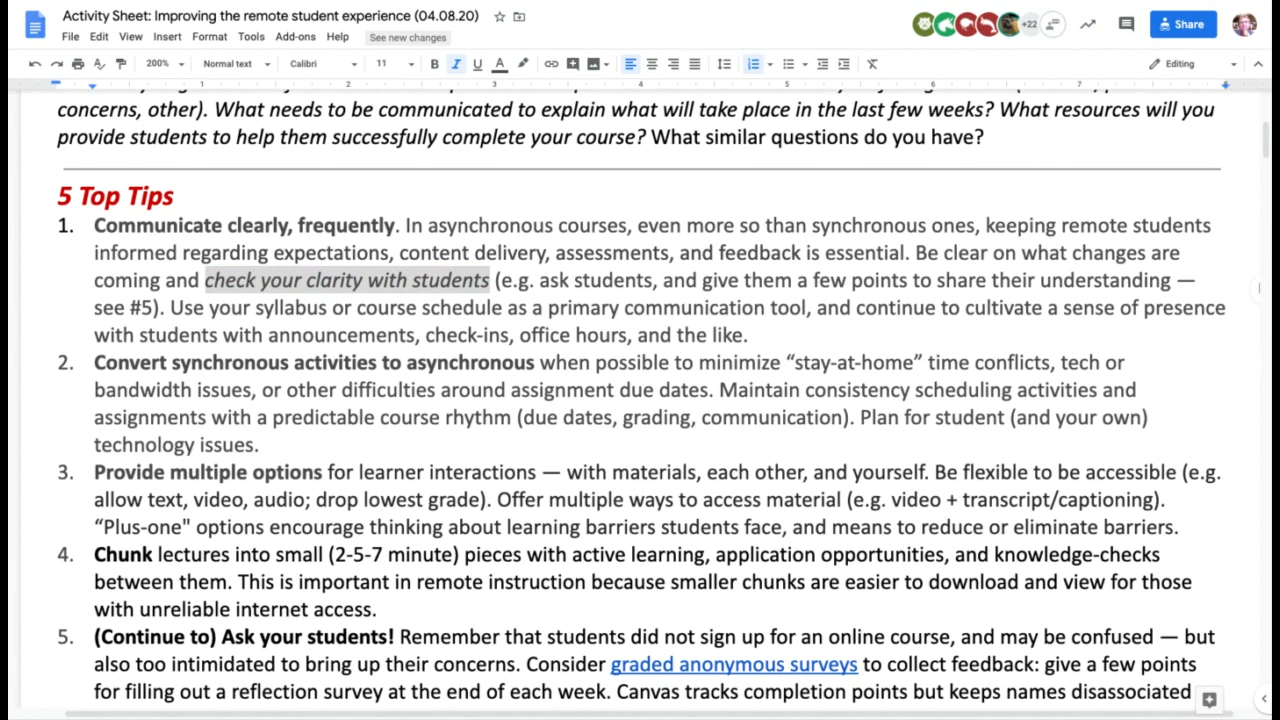 Activity Sheet: Improving the remote student experience (04.08.20)
File Edit View Insert Format Tools Add-ons Help See new changes
+22
Share
200% Normal text Calibri 11 B I U A Editing
1 2 3 4 5 6 7
concerns, other). What needs to be communicated to explain what will take place in the last few weeks? What resources will you
provide students to help them successfully complete your course? What similar questions do you have?
5 Top Tips
1. Communicate clearly, frequently. In asynchronous courses, even more so than synchronous ones, keeping remote students
informed regarding expectations, content delivery, assessments, and feedback is essential. Be clear on what changes are
coming and check your clarity with students (e.g. ask students, and give them a few points to share their understanding —
see #5). Use your syllabus or course schedule as a primary communication tool, and continue to cultivate a sense of presence
with students with announcements, check-ins, office hours, and the like.
2. Convert synchronous activities to asynchronous when possible to minimize “stay-at-home” time conflicts, tech or
bandwidth issues, or other difficulties around assignment due dates. Maintain consistency scheduling activities and
assignments with a predictable course rhythm (due dates, grading, communication). Plan for student (and your own)
technology issues.
3. Provide multiple options for learner interactions — with materials, each other, and yourself. Be flexible to be accessible (e.g.
allow text, video, audio; drop lowest grade). Offer multiple ways to access material (e.g. video + transcript/captioning).
“Plus-one" options encourage thinking about learning barriers students face, and means to reduce or eliminate barriers.
4. Chunk lectures into small (2-5-7 minute) pieces with active learning, application opportunities, and knowledge-checks
between them. This is important in remote instruction because smaller chunks are easier to download and view for those
with unreliable internet access.
5. (Continue to) Ask your students! Remember that students did not sign up for an online course, and may be confused — but
also too intimidated to bring up their concerns. Consider graded anonymous surveys to collect feedback: give a few points
for filling out a reflection survey at the end of each week. Canvas tracks completion points but keeps names disassociated